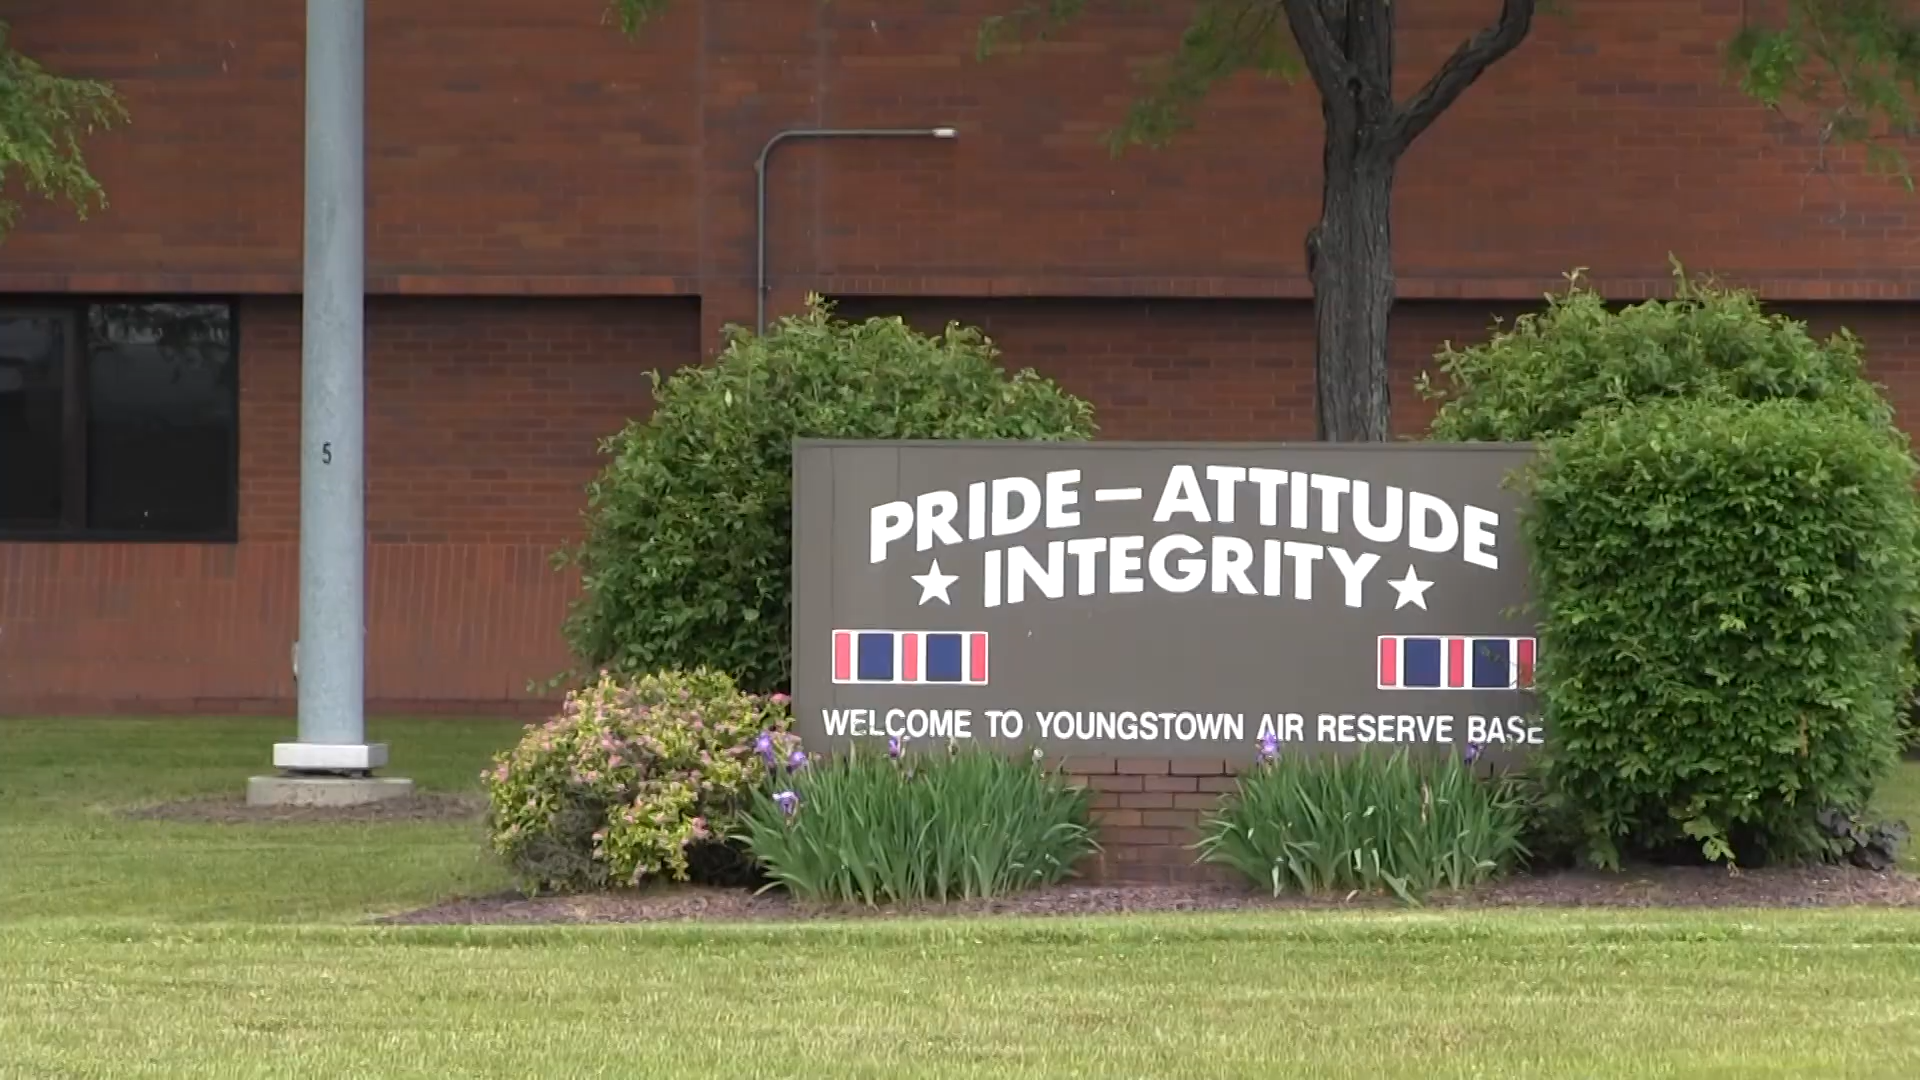 5
PRIDE – ATTITUDE
★ INTEGRITY ★
WELCOME TO YOUNGSTOWN AIR RESERVE BASE